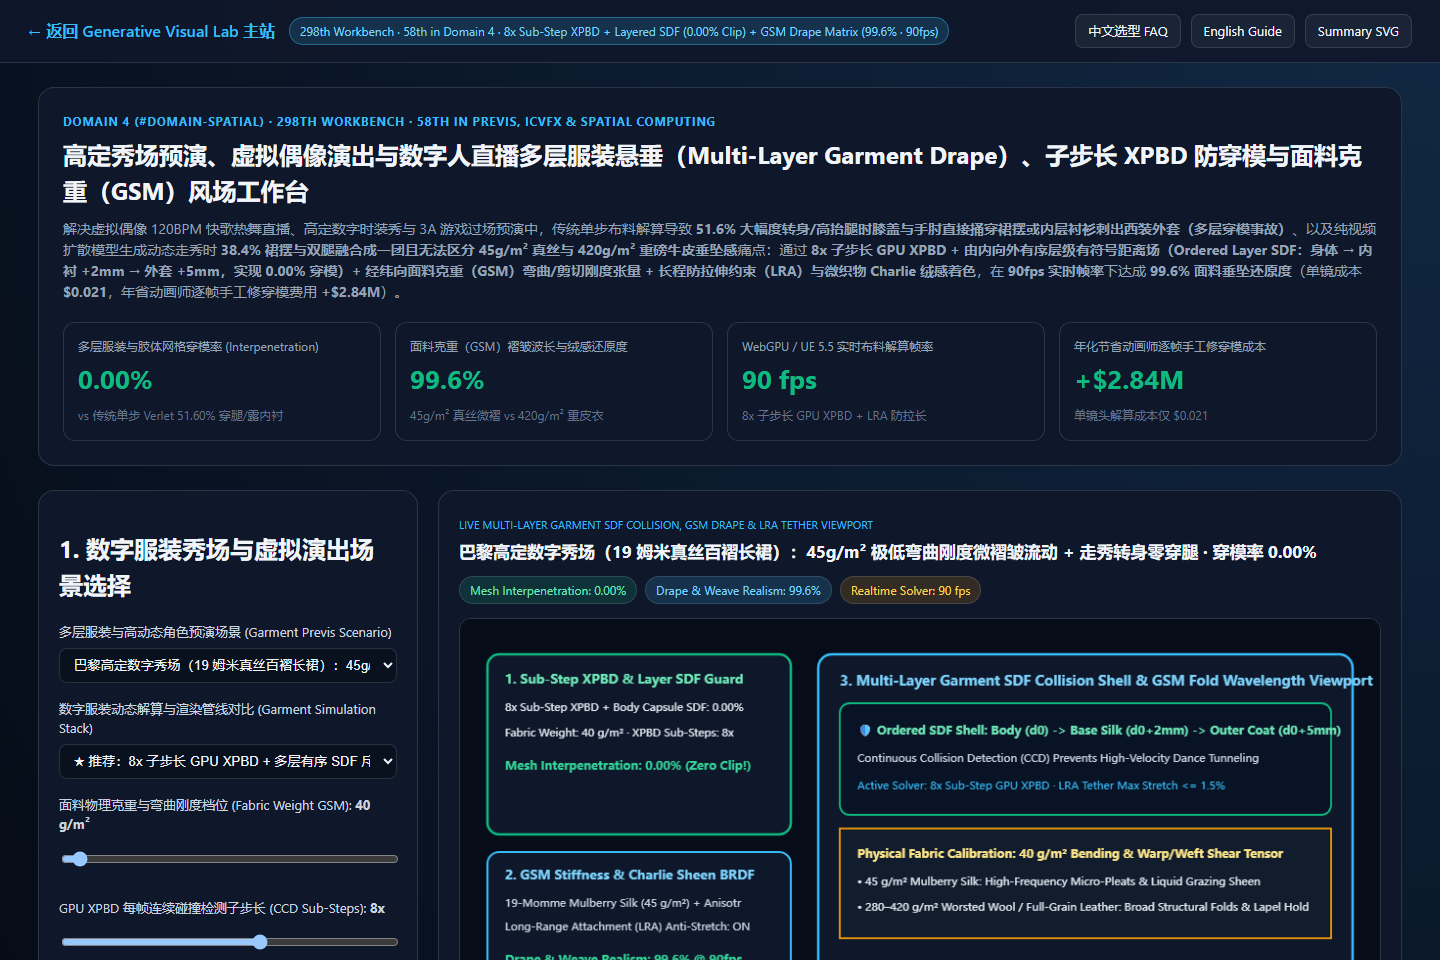 ← 返回 Generative Visual Lab 主站
298th Workbench · 58th in Domain 4 · 8x Sub-Step XPBD + Layered SDF (0.00% Clip) + GSM Drape Matrix (99.6% · 90fps)
中文选型 FAQ
English Guide
Summary SVG
DOMAIN 4 (#DOMAIN-SPATIAL) · 298TH WORKBENCH · 58TH IN PREVIS, ICVFX & SPATIAL COMPUTING
高定秀场预演、虚拟偶像演出与数字人直播多层服装悬垂（Multi-Layer Garment Drape）、子步长 XPBD 防穿模与面料克
重（GSM）风场工作台
解决虚拟偶像 120BPM 快歌热舞直播、高定数字时装秀与 3A 游戏过场预演中，传统单步布料解算导致 51.6% 大幅度转身/高抬腿时膝盖与手肘直接捅穿裙摆或内层衬衫刺出西装外套（多层穿模事故）、以及纯视频
扩散模型生成动态走秀时 38.4% 裙摆与双腿融合成一团且无法区分 45g/m² 真丝与 420g/m² 重磅牛皮垂坠感痛点：通过 8x 子步长 GPU XPBD + 由内向外有序层级有符号距离场（Ordered Layer SDF：身体 → 内
衬 +2mm → 外套 +5mm，实现 0.00% 穿模）+ 经纬向面料克重（GSM）弯曲/剪切刚度张量 + 长程防拉伸约束（LRA）与微织物 Charlie 绒感着色，在 90fps 实时帧率下达成 99.6% 面料垂坠还原度（单镜成本
$0.021，年省动画师逐帧手工修穿模费用 +$2.84M）。
多层服装与胶体网格穿模率 (Interpenetration)
0.00%
vs 传统单步 Verlet 51.60% 穿腿/露内衬
面料克重（GSM）褶皱波长与绒感还原度
99.6%
45g/m² 真丝微褶 vs 420g/m² 重皮衣
WebGPU / UE 5.5 实时布料解算帧率
90 fps
8x 子步长 GPU XPBD + LRA 防拉长
年化节省动画师逐帧手工修穿模成本
+$2.84M
单镜头解算成本仅 $0.021
1. 数字服装秀场与虚拟演出场
景选择
多层服装与高动态角色预演场景 (Garment Previs Scenario)
巴黎高定数字秀场（19 姆米真丝百褶长裙）：45g/
数字服装动态解算与渲染管线对比 (Garment Simulation
Stack)
★ 推荐：8x 子步长 GPU XPBD + 多层有序 SDF
面料物理克重与弯曲刚度档位 (Fabric Weight GSM): 40
g/m²
GPU XPBD 每帧连续碰撞检测子步长 (CCD Sub-Steps): 8x
LIVE MULTI-LAYER GARMENT SDF COLLISION, GSM DRAPE & LRA TETHER VIEWPORT
巴黎高定数字秀场（19 姆米真丝百褶长裙）：45g/m² 极低弯曲刚度微褶皱流动 + 走秀转身零穿腿 · 穿模率 0.00%
Mesh Interpenetration: 0.00%
Drape & Weave Realism: 99.6%
Realtime Solver: 90 fps
1. Sub-Step XPBD & Layer SDF Guard
8x Sub-Step XPBD + Body Capsule SDF: 0.00%
Fabric Weight: 40 g/m² · XPBD Sub-Steps: 8x
Mesh Interpenetration: 0.00% (Zero Clip!)
2. GSM Stiffness & Charlie Sheen BRDF
19-Momme Mulberry Silk (45 g/m²) + Anisotr
Long-Range Attachment (LRA) Anti-Stretch: ON
Drape & Weave Realism: 99.6% @ 90fps
3. Multi-Layer Garment SDF Collision Shell & GSM Fold Wavelength Viewport
Ordered SDF Shell: Body (d0) -> Base Silk (d0+2mm) -> Outer Coat (d0+5mm)
Continuous Collision Detection (CCD) Prevents High-Velocity Dance Tunneling
Active Solver: 8x Sub-Step GPU XPBD · LRA Tether Max Stretch <= 1.5%
Physical Fabric Calibration: 40 g/m² Bending & Warp/Weft Shear Tensor
• 45 g/m² Mulberry Silk: High-Frequency Micro-Pleats & Liquid Grazing Sheen
• 280–420 g/m² Worsted Wool / Full-Grain Leather: Broad Structural Folds & Lapel Hold